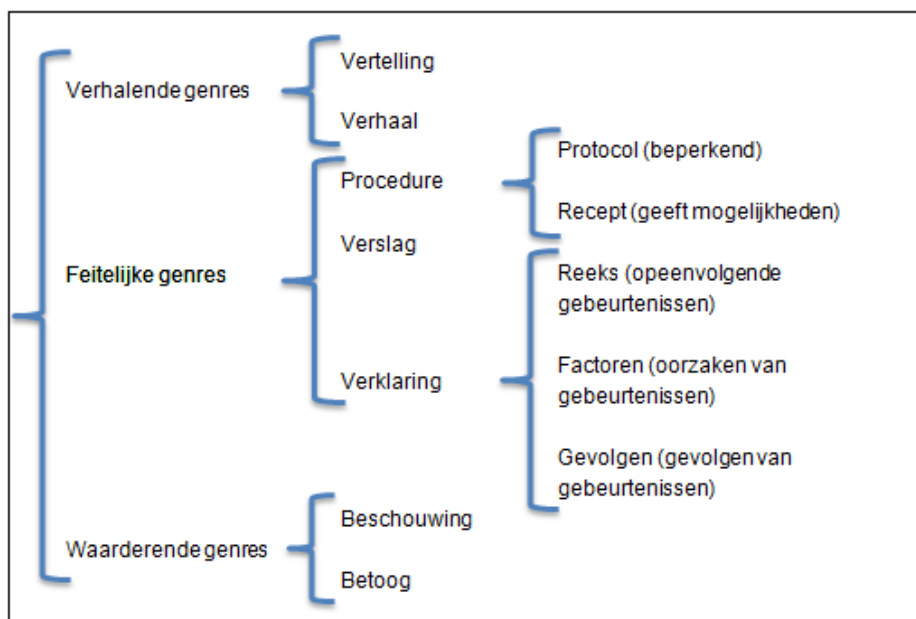 Verhalende genres
Vertelling
Verhaal
Feitelijke genres
Procedure
Protocol (beperkend)
Recept (geeft mogelijkheden)
Verslag
Verklaring
Reeks (opeenvolgende
gebeurtenissen)
Factoren (oorzaken van
gebeurtenissen)
Gevolgen (gevolgen van
gebeurtenissen)
Waarderende genres
Beschouwing
Betoog